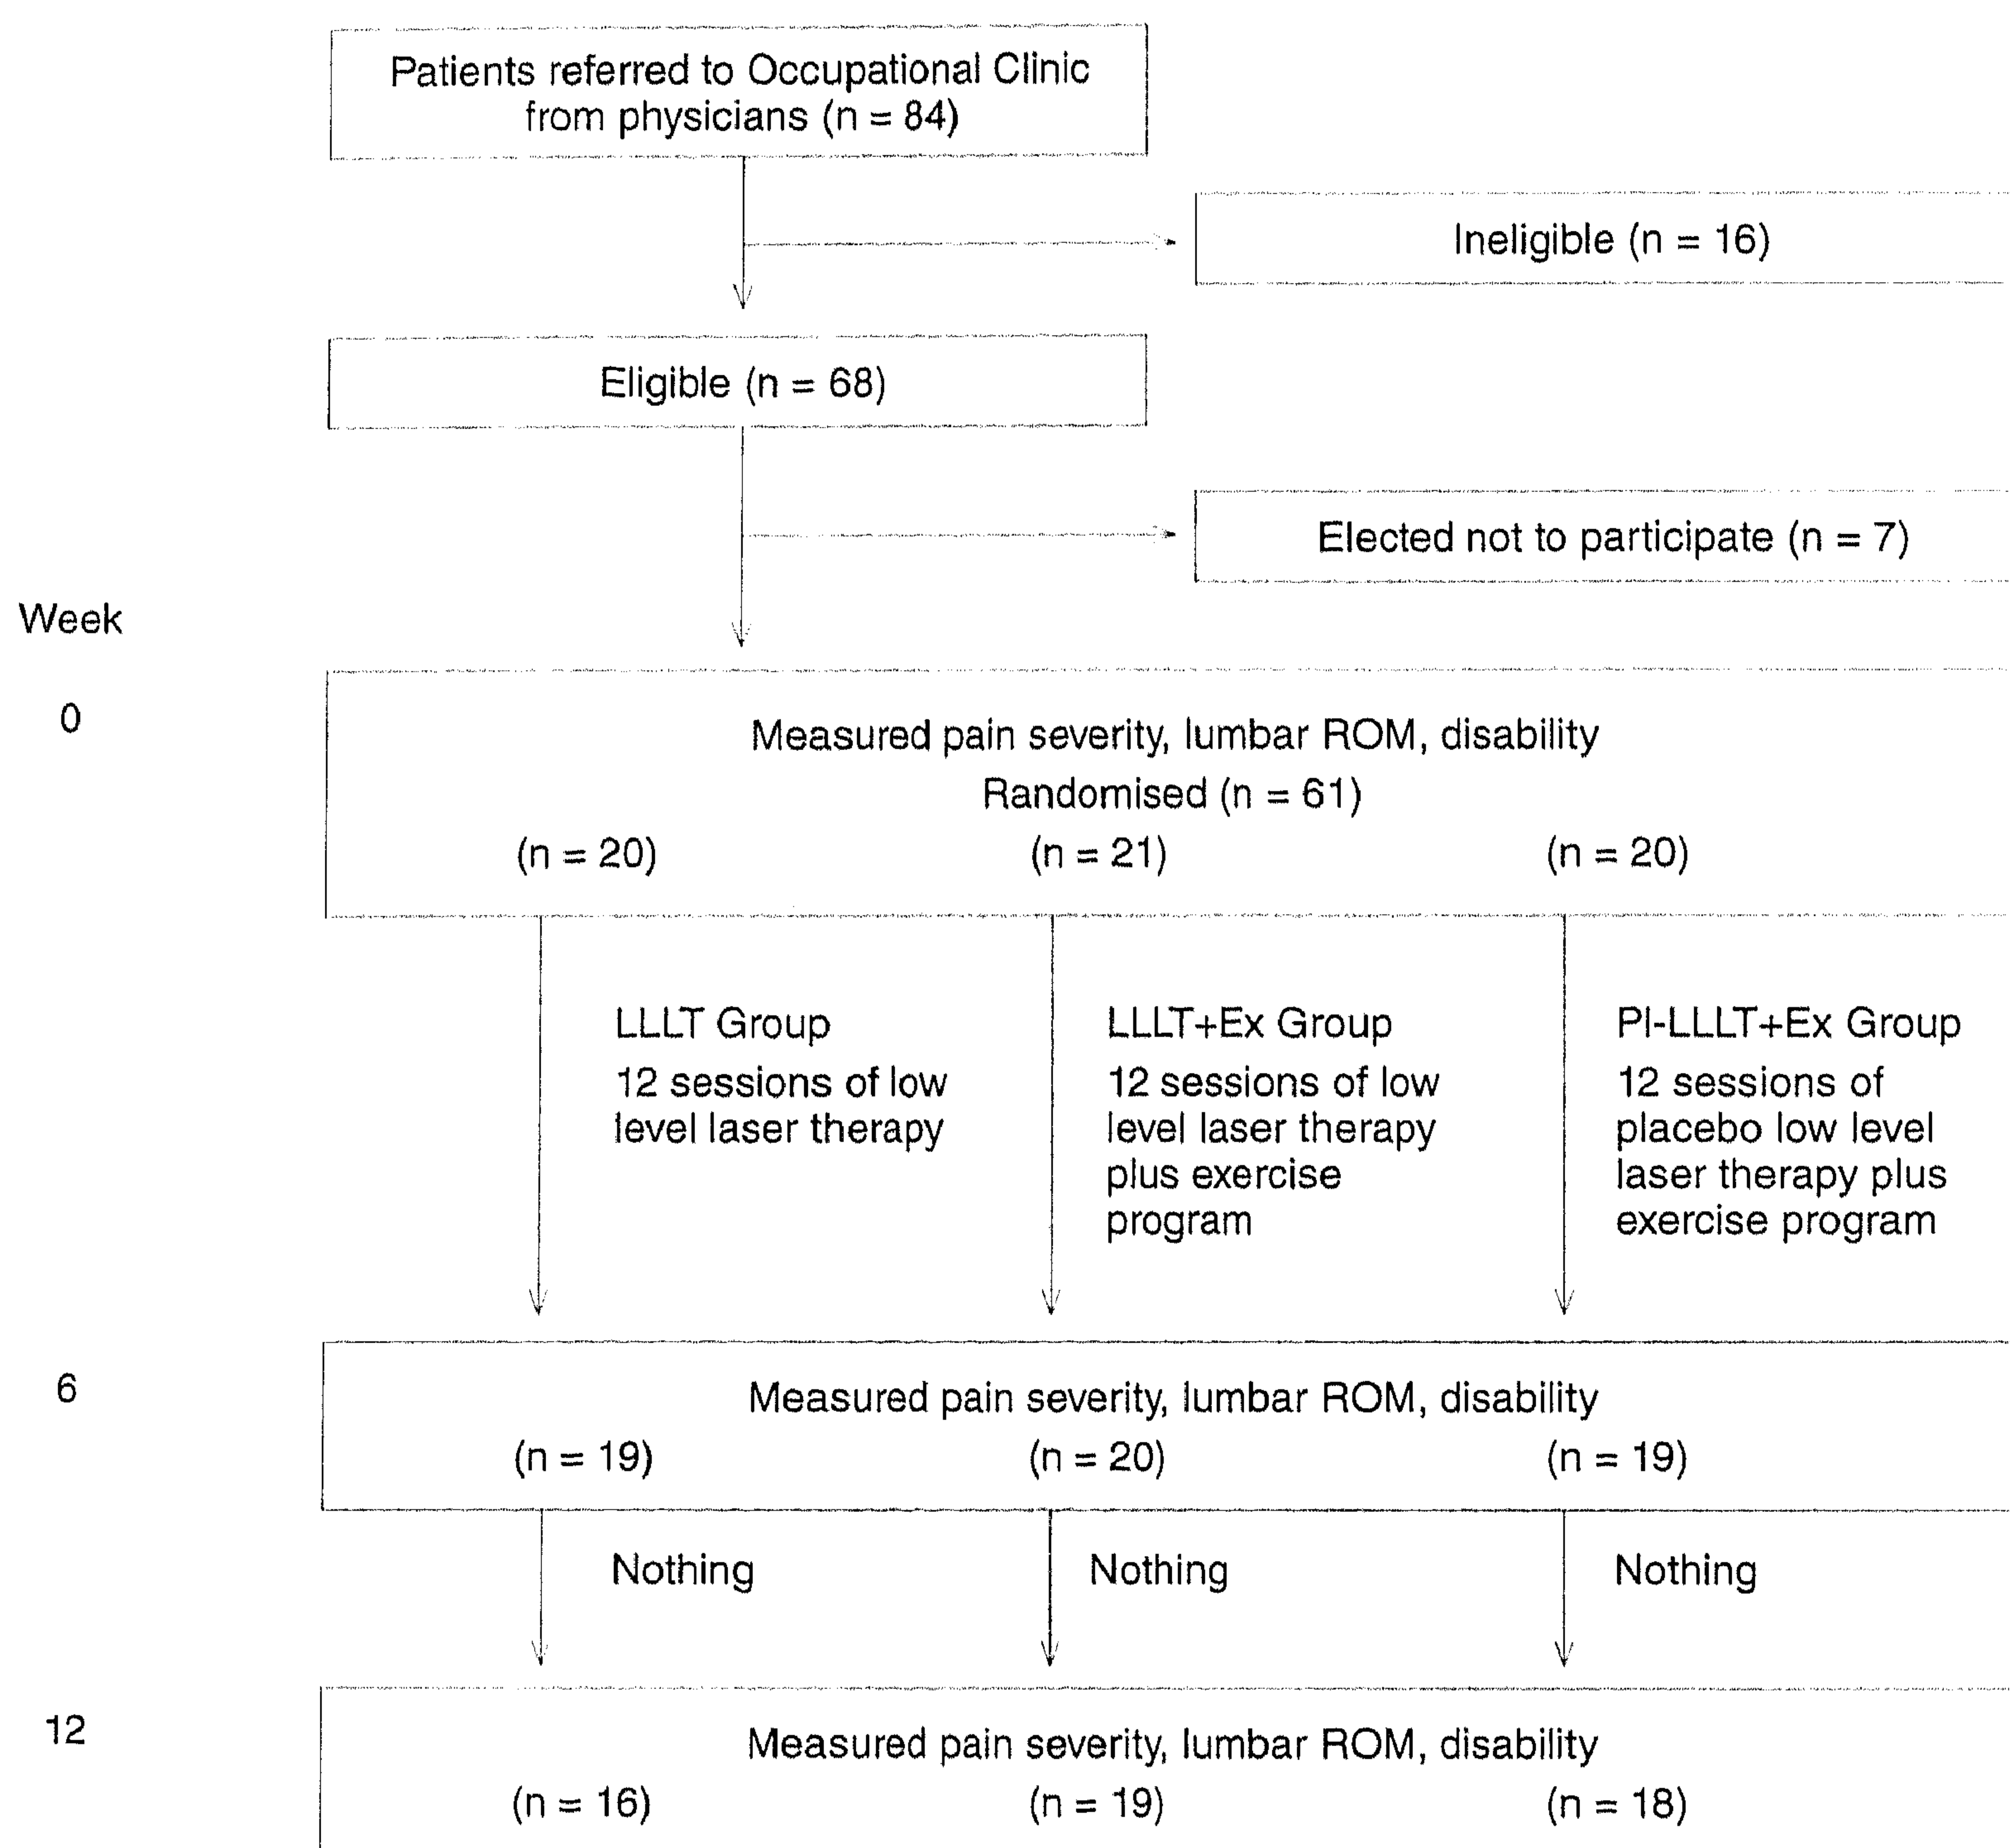 Patients referred to Occupational Clinic
from physicians (n = 84)
Ineligible (n = 16)
Eligible (n = 68)
Elected not to participate (n = 7)
Week
0
Measured pain severity, lumbar ROM, disability
Randomised (n = 61)
(n = 20)
(n = 21)
(n = 20)
LLLT Group
12 sessions of low
level laser therapy
LLLT+Ex Group
12 sessions of low
level laser therapy
plus exercise
program
Pl-LLLT+Ex Group
12 sessions of
placebo low level
laser therapy plus
exercise program
6
Measured pain severity, lumbar ROM, disability
(n = 19)
(n = 20)
(n = 19)
Nothing
Nothing
Nothing
12
Measured pain severity, lumbar ROM, disability
(n = 16)
(n = 19)
(n = 18)